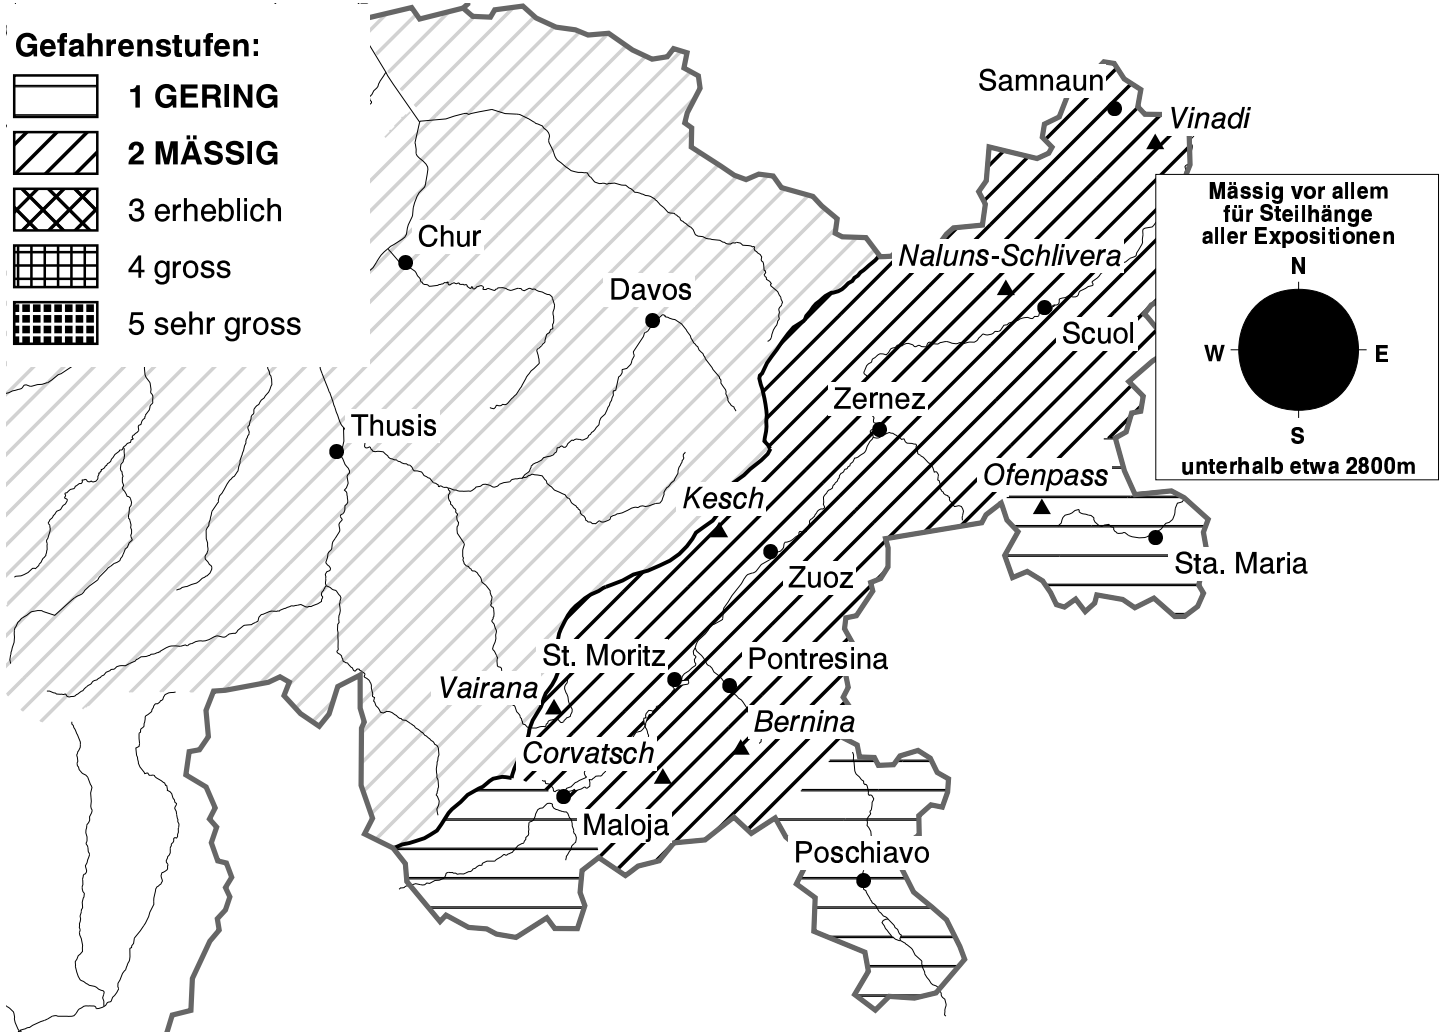 Gefahrenstufen:
1 GERING
2 MÄSSIG
3 erheblich
4 gross
5 sehr gross
Samnaun
Vinadi
Mässig vor allem
für Steilhänge
aller Expositionen
N
W
E
S
unterhalb etwa 2800m
Chur
Naluns-Schlivera
Davos
Scuol
Zernez
Thusis
Ofenpass
Kesch
Sta. Maria
Zuoz
St. Moritz
Pontresina
Vairana
Bernina
Corvatsch
Maloja
Poschiavo